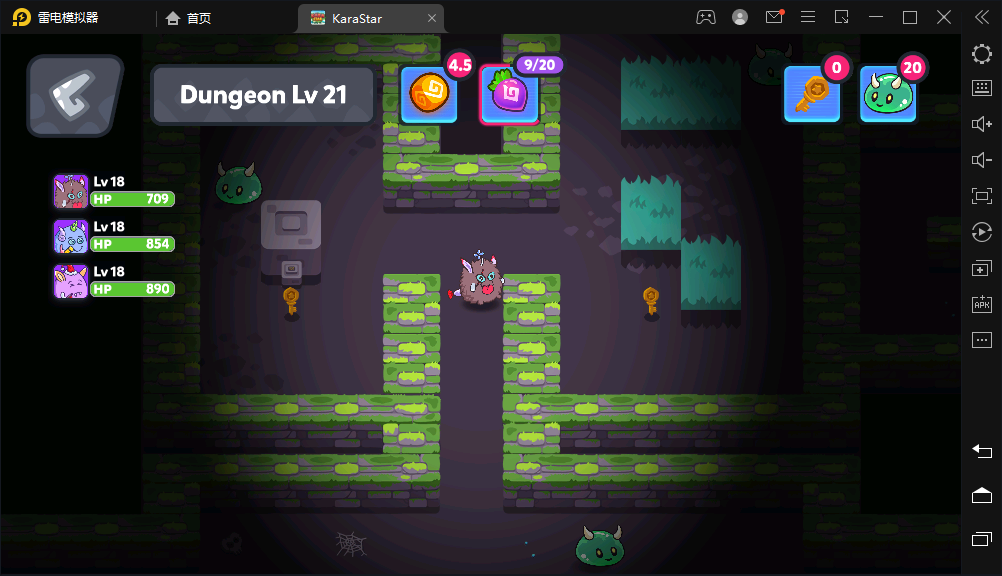 雷电模拟器
首页
KaraStar
Dungeon Lv 21
4.5
9/20
0
20
Lv 18
HP 709
Lv 18
HP 854
Lv 18
HP 890
APK